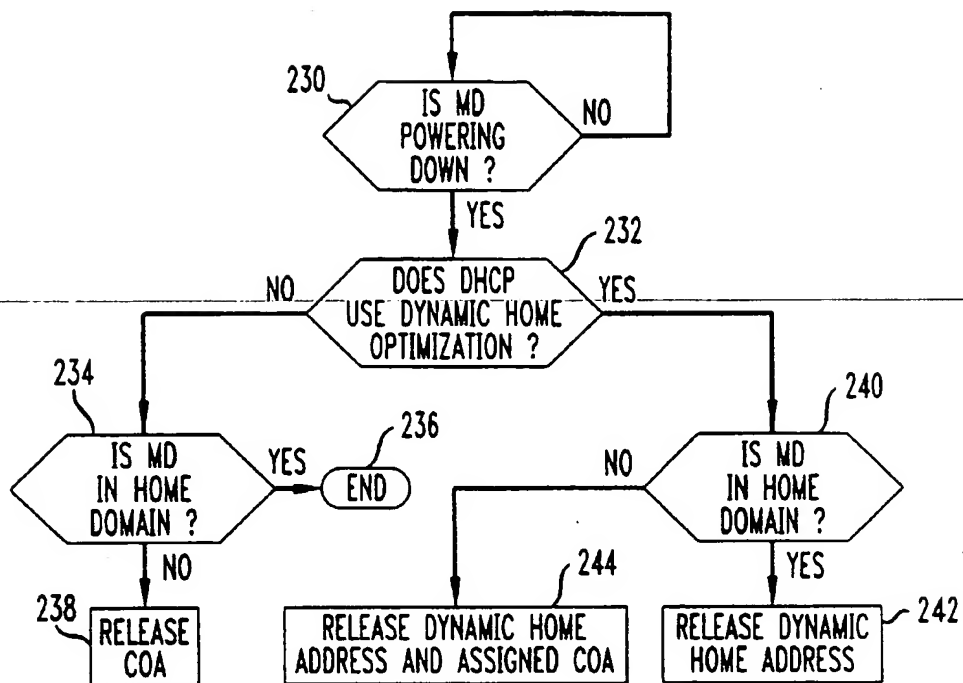 230
IS MD
POWERING
DOWN ?
NO
YES
232
DOES DHCP
USE DYNAMIC HOME
OPTIMIZATION ?
NO
YES
234
IS MD
IN HOME
DOMAIN ?
YES
236
END
NO
238
RELEASE
COA
240
IS MD
IN HOME
DOMAIN ?
NO
YES
244
RELEASE DYNAMIC HOME
ADDRESS AND ASSIGNED COA
242
RELEASE DYNAMIC
HOME ADDRESS